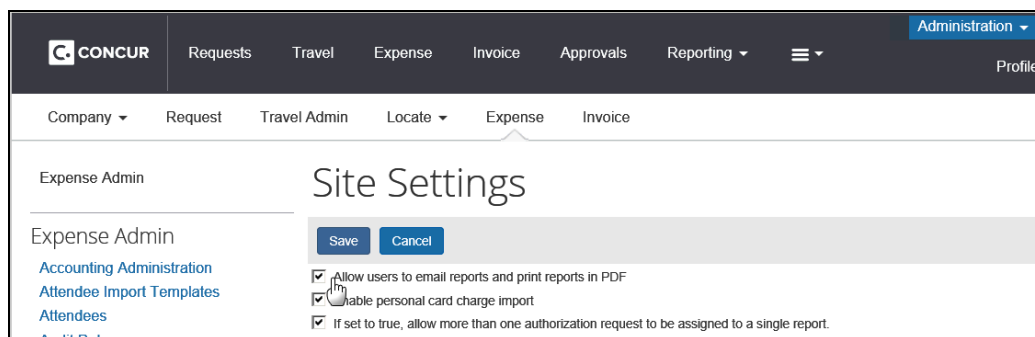 Administration
C. CONCUR Requests Travel Expense Invoice Approvals Reporting
Profile
Company Request Travel Admin Locate Expense Invoice
Expense Admin
Site Settings
Expense Admin
Save Cancel
Accounting Administration
Attendee Import Templates
Attendees
Allow users to email reports and print reports in PDF
personal card charge import
If set to true, allow more than one authorization request to be assigned to a single report.